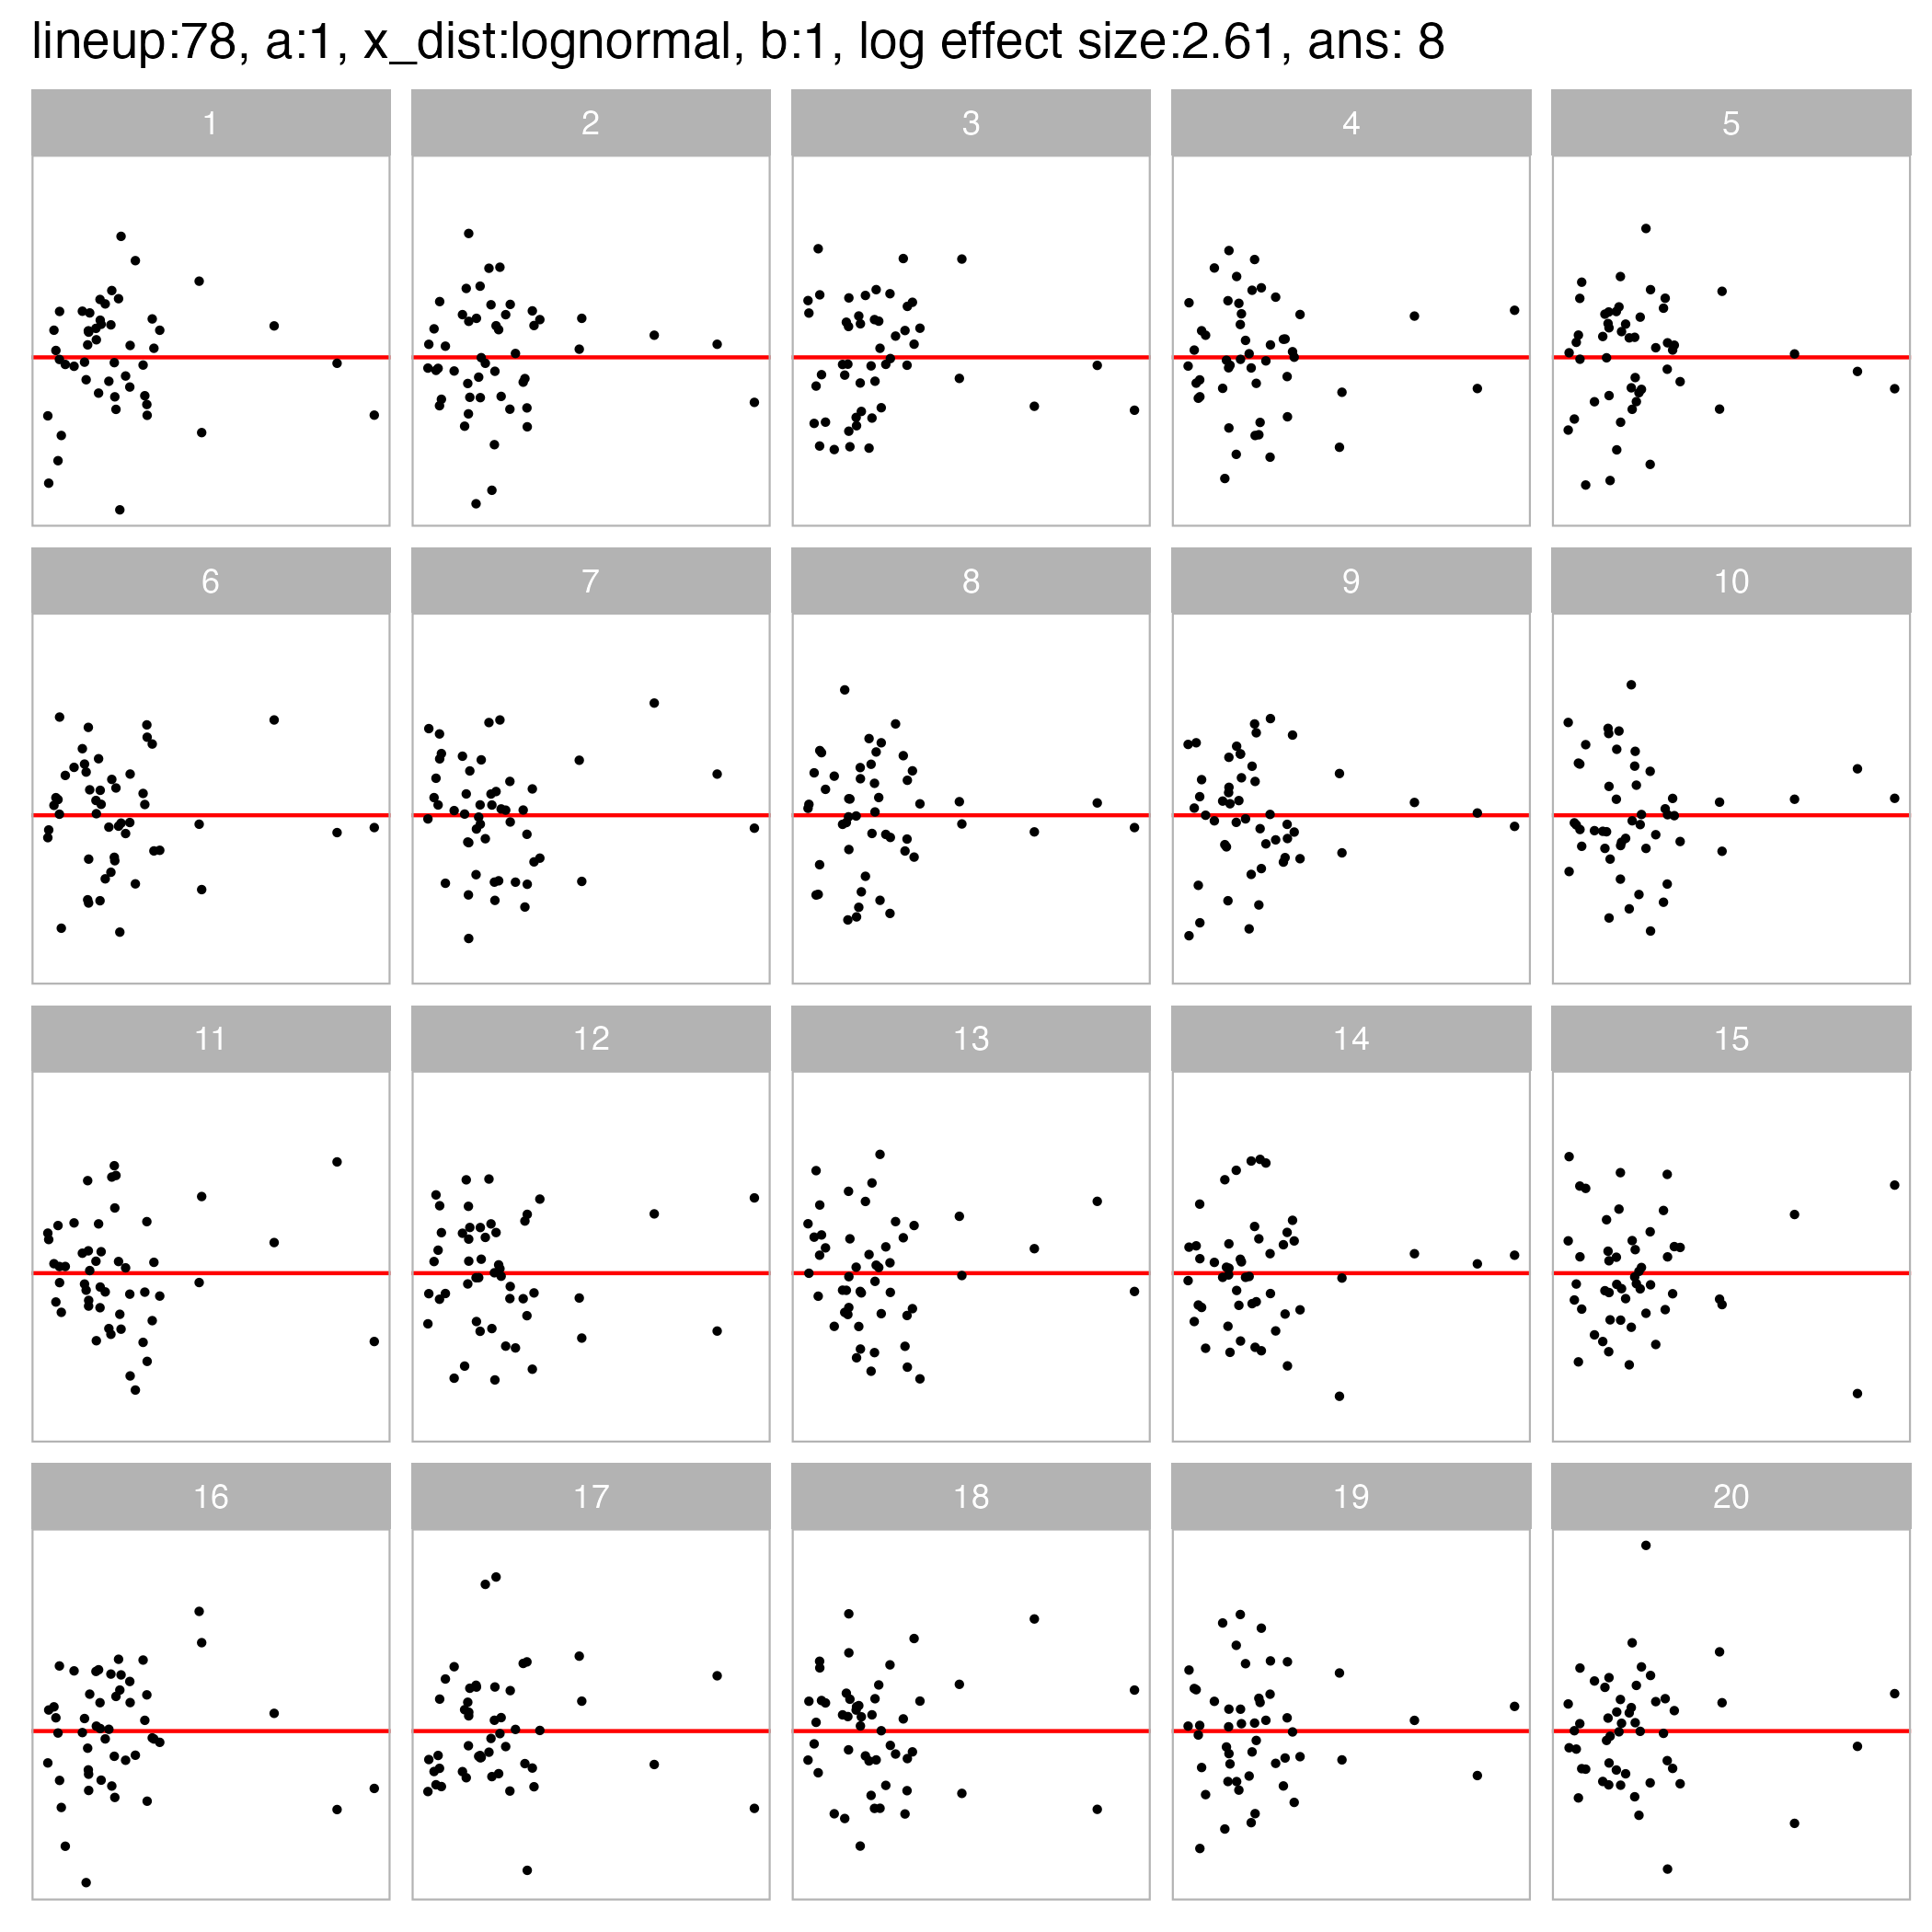 lineup:78, a:1, x_dist:lognormal, b:1, log effect size:2.61, ans: 8
1 2 3 4 5
6 7 8 9 10
11 12 13 14 15
16 17 18 19 20